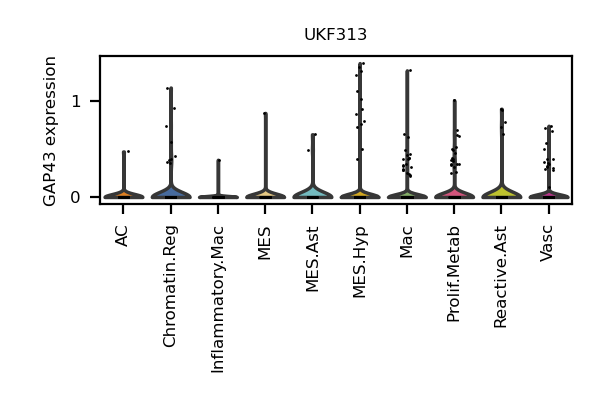 UKF313
GAP43 expression
1
0
AC
Chromatin.Reg
Inflammatory.Mac
MES
MES.Ast
MES.Hyp
Mac
Prolif.Metab
Reactive.Ast
Vasc